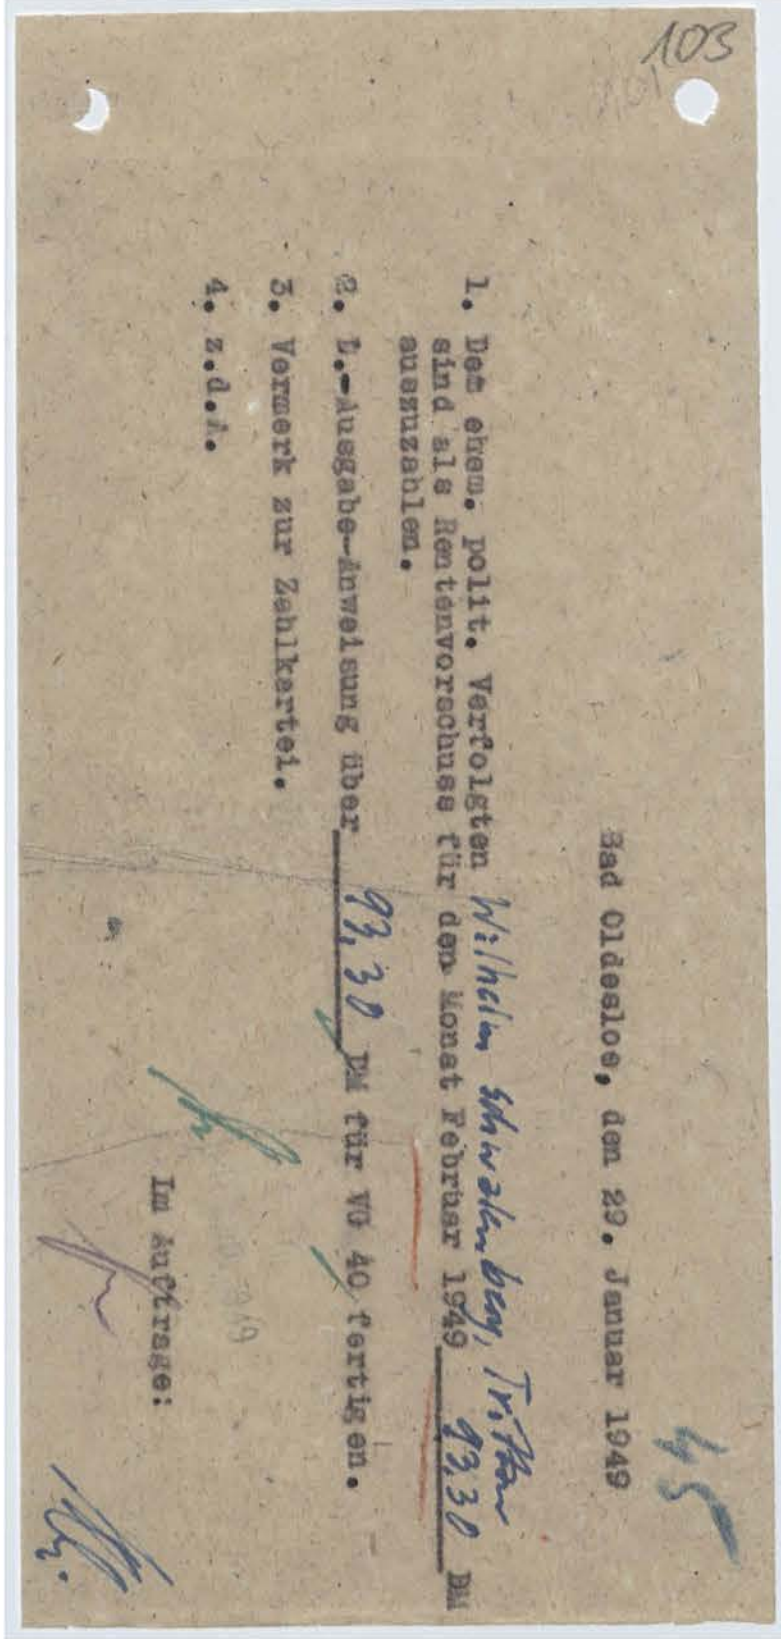 103
45
Bad Oldesloe, den 29. Januar 1949
1. Dem ehem. polit. Verfolgten Wilhelm Schwalenberg, Trittau
sind als Rentenvorschuss für den Monat Februar 1949 93,30 DM
auszuzahlen.
2. D.-Ausgabe-Anweisung über 93,30 DM für VG 40 fertigen.
3. Vermerk zur Zahlkartei.
4. z.d.A.
Im Auftrage: